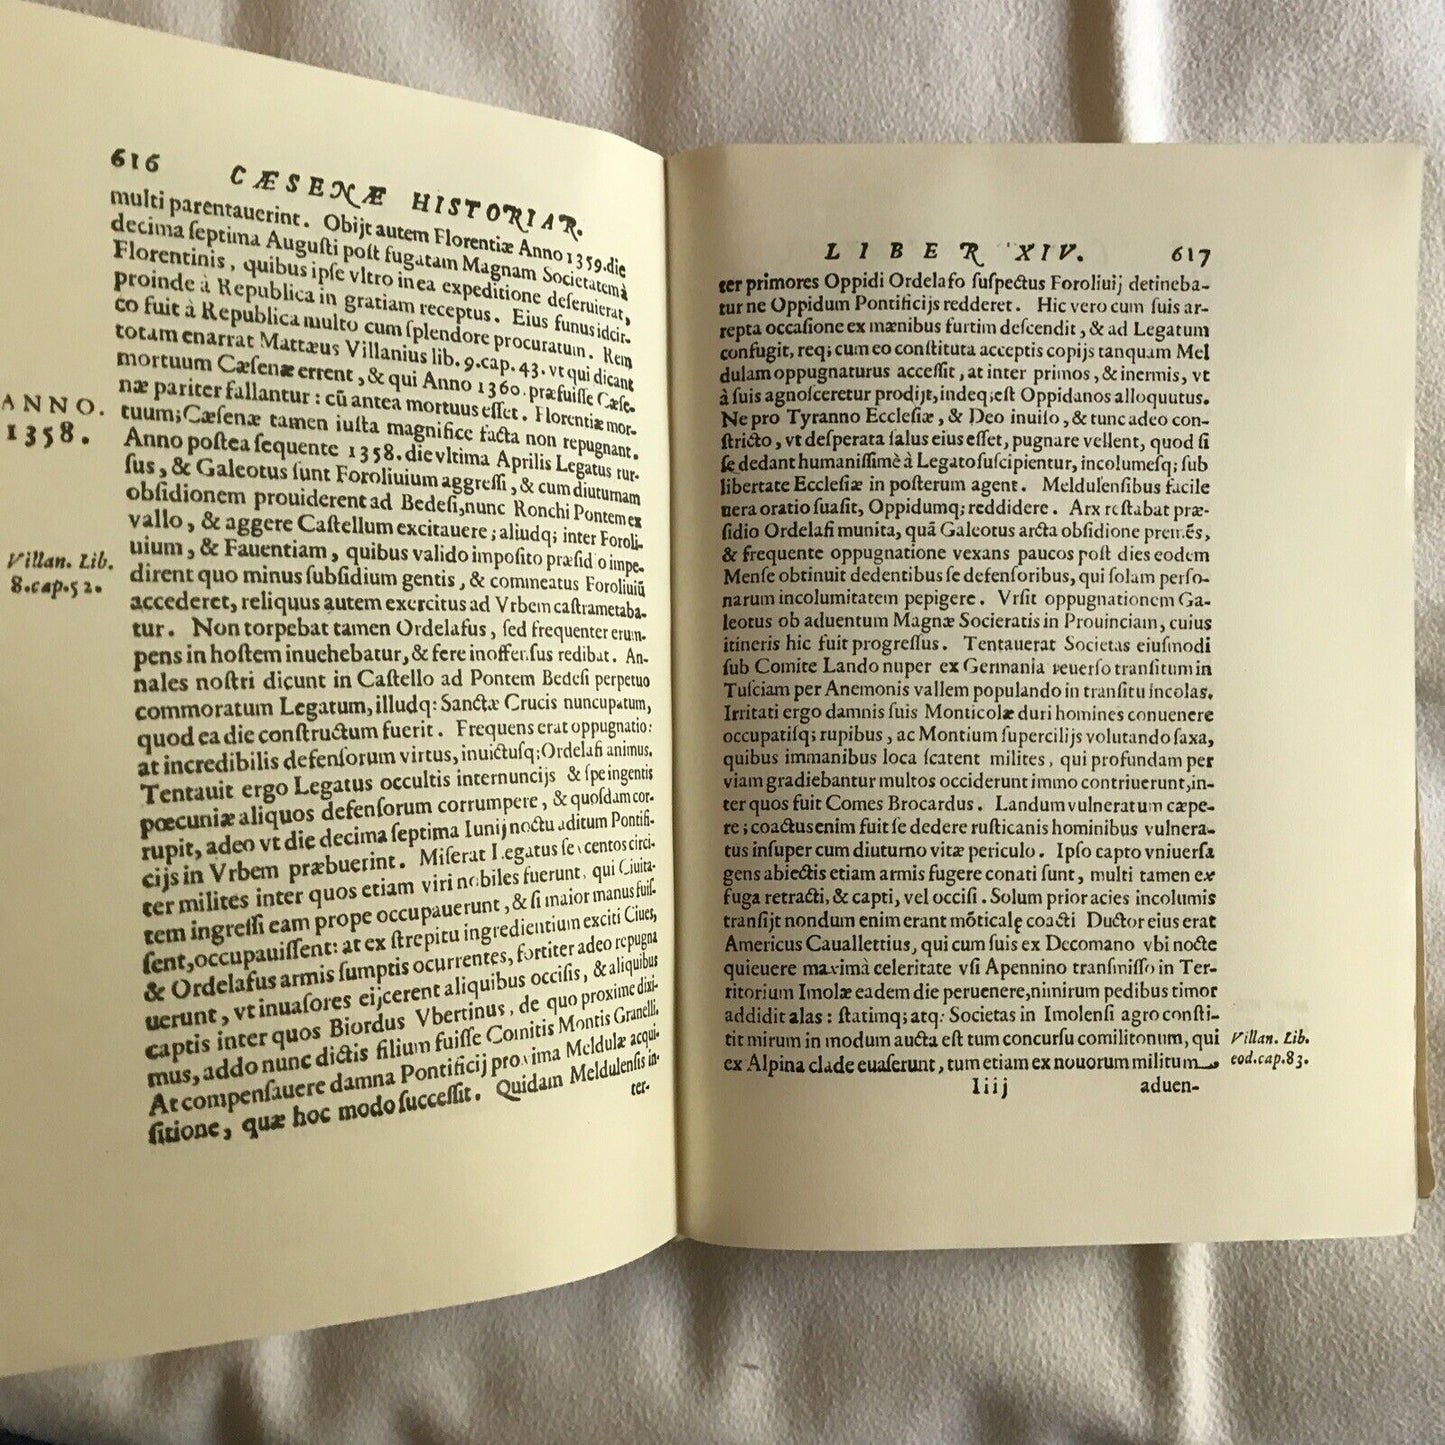 616 CÆSENÆ HISTORIAR.
multi parentauerint. Obijt autem Florentiæ Anno 1359. die
decima ſeptima Auguſti poſt fugatam Magnam Societatem à
Florentinis, quibus ipſe vltro in ea expeditione deſeruierat,
proinde à Republica in gratiam receptus. Eius funus idcir-
co fuit à Republica multo cum ſplendore procuratum. Rem
totam enarrat Mattæus Villanius lib. 9. cap. 43. vt qui dicant
mortuum Cæſenæ errent, & qui Anno 1360. præfuiſſe Cæſe-
næ pariter fallantur: cū antea mortuus eſſet. Florentiæ mor-
tuum; Cæſenæ tamen iuſta magnifice facta non repugnant.
ANNO.
1358.
Anno poſtea ſequente 1358. die vltima Aprilis Legatus rur-
ſus, & Galeotus ſunt Foroliuium aggreſſi, & cum diuturnam
obſidionem prouiderent ad Bedeſi, nunc Ronchi Pontem ex
vallo, & aggere Caſtellum excitauere; aliudq; inter Foroli-
uium, & Fauentiam, quibus valido impoſito præſid o impe-
Villan. Lib.
8. cap. 52.
dirent quo minus ſubſidium gentis, & commeatus Foroliuiū
accederet, reliquus autem exercitus ad Vrbem caſtrametaba-
tur. Non torpebat tamen Ordelafus, ſed frequenter erum-
pens in hoſtem inuehebatur, & fere inoffenſus redibat. An-
nales noſtri dicunt in Caſtello ad Pontem Bedeſi perpetuo
commoratum Legatum, illudq: Sanctæ Crucis nuncupatum,
quod ea die conſtructum fuerit. Frequens erat oppugnatio:
at incredibilis defenſorum virtus, inuictuſq; Ordelafi animus.
Tentauit ergo Legatus occultis internuncijs & ſpe ingentis
pœcuniæ aliquos defenſorum corrumpere, & quoſdam cor-
rupit, adeo vt die decima ſeptima Iunij noctu aditum Pontifi-
cijs in Vrbem præbuerint. Miſerat Legatus ſexcentos circi-
ter milites inter quos etiam viri nobiles fuerunt, qui Ciuita-
tem ingreſſi eam prope occupauerunt, & ſi maior manus fuiſ-
ſent, occupauiſſent: at ex ſtrepitu ingredientium exciti Ciues,
& Ordelafus armis ſumptis ocurrentes, fortiter adeo repugna
uerunt, vt inuaſores eijcerent aliquibus occiſis, & aliquibus
captis inter quos Biordus Vbertinus, de quo proxime dixi-
mus, addo nunc dictis filium fuiſſe Comitis Montis Granelli.
At compenſauere damna Pontificij proxima Meldulæ acqui-
ſitione, quæ hoc modo ſucceſſit. Quidam Meldulenſis in-
ter-
LIBER XIV. 617
ter primores Oppidi Ordelafo ſuſpectus Foroliuij detineba-
tur ne Oppidum Pontificijs redderet. Hic vero cum ſuis ar-
repta occaſione ex mænibus furtim deſcendit, & ad Legatum
confugit, req; cum eo conſtituta acceptis copijs tanquam Mel
dulam oppugnaturus acceſſit, at inter primos, & inermis, vt
à ſuis agnoſceretur prodijt, indeq; eſt Oppidanos alloquutus.
Ne pro Tyranno Eccleſiæ, & Deo inuiſo, & tunc adeo con-
ſtricto, vt deſperata ſalus eius eſſet, pugnare vellent, quod ſi
ſe dedant humaniſſimè à Legato ſuſcipientur, incolumeſq; ſub
libertate Eccleſiæ in poſterum agent. Meldulenſibus facile
uera oratio ſuaſit, Oppidumq; reddidere. Arx reſtabat præ-
ſidio Ordelafi munita, quā Galeotus arcta obſidione premēs,
& frequente oppugnatione vexans paucos poſt dies eodem
Menſe obtinuit dedentibus ſe defenſoribus, qui ſolam perſo-
narum incolumitatem pepigere. Vrſit oppugnationem Ga-
leotus ob aduentum Magnæ Societatis in Prouinciam, cuius
itineris hic fuit progreſſus. Tentauerat Societas eiuſmodi
ſub Comite Lando nuper ex Germania reuerſo tranſitum in
Tuſciam per Anemonis vallem populando in tranſitu incolas.
Irritati ergo damnis ſuis Monticolæ duri homines conuenere
occupatiſq; rupibus, ac Montium ſupercilijs volutando ſaxa,
quibus immanibus loca ſcatent milites, qui profundam per
viam gradiebantur multos occiderunt immo contriuerunt, in-
ter quos fuit Comes Brocardus. Landum vulneratum cæpe-
re; coactus enim fuit ſe dedere ruſticanis hominibus vulnera-
tus inſuper cum diuturno vitæ periculo. Ipſo capto vniuerſa
gens abiectis etiam armis fugere conati ſunt, multi tamen ex
fuga retracti, & capti, vel occiſi. Solum prior acies incolumis
tranſijt nondum enim erant mōticalę coacti Ductor eius erat
Americus Cauallettius, qui cum ſuis ex Decomano vbi nocte
quieuere maximà celeritate vſi Apennino tranſmiſſo in Ter-
ritorium Imolæ eadem die peruenere, nimirum pedibus timor
addidit alas: ſtatimq; atq; Societas in Imolenſi agro conſti-
tit mirum in modum aucta eſt tum concurſu comilitonum, qui
ex Alpina clade euaſerunt, tum etiam ex nouorum militum
Villan. Lib.
eod. cap. 83.
Iiij aduen-